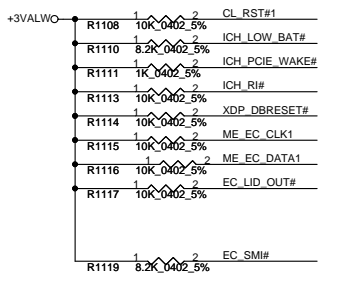 +3VALW
1 2 CL_RST#1
R1108 10K_0402_5%
1 2 ICH_LOW_BAT#
R1110 8.2K_0402_5%
1 2 ICH_PCIE_WAKE#
R1111 1K_0402_5%
1 2 ICH_RI#
R1113 10K_0402_5%
1 2 XDP_DBRESET#
R1114 10K_0402_5%
1 2 ME_EC_CLK1
R1115 10K_0402_5%
1 2 ME_EC_DATA1
R1116 10K_0402_5%
1 2 EC_LID_OUT#
R1117 10K_0402_5%
1 2 EC_SMI#
R1119 8.2K_0402_5%